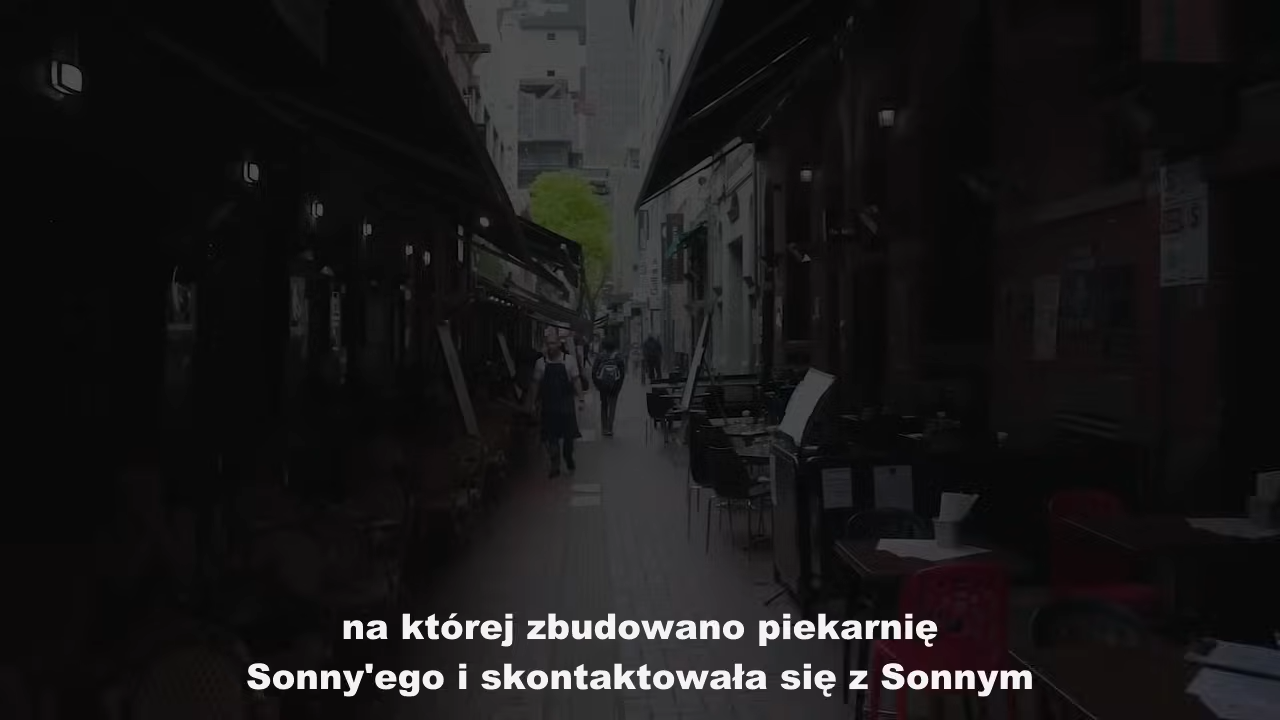 na której zbudowano piekarnię
Sonny'ego i skontaktowała się z Sonnym